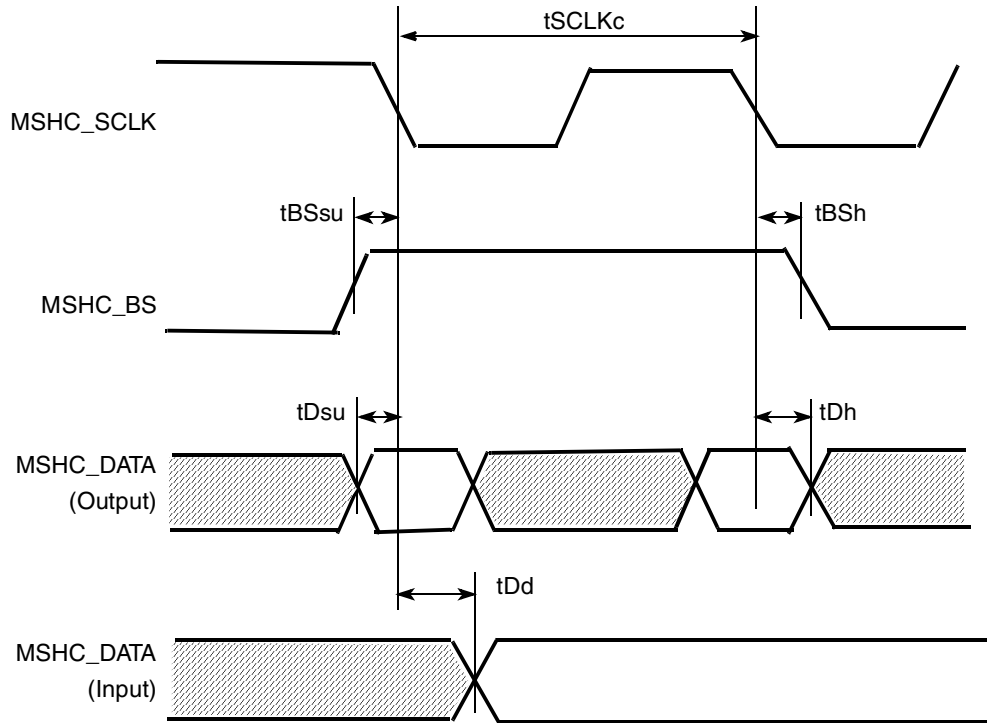 tSCLKc
MSHC_SCLK
tBSsu
tBSh
MSHC_BS
tDsu
tDh
MSHC_DATA
(Output)
tDd
MSHC_DATA
(Input)